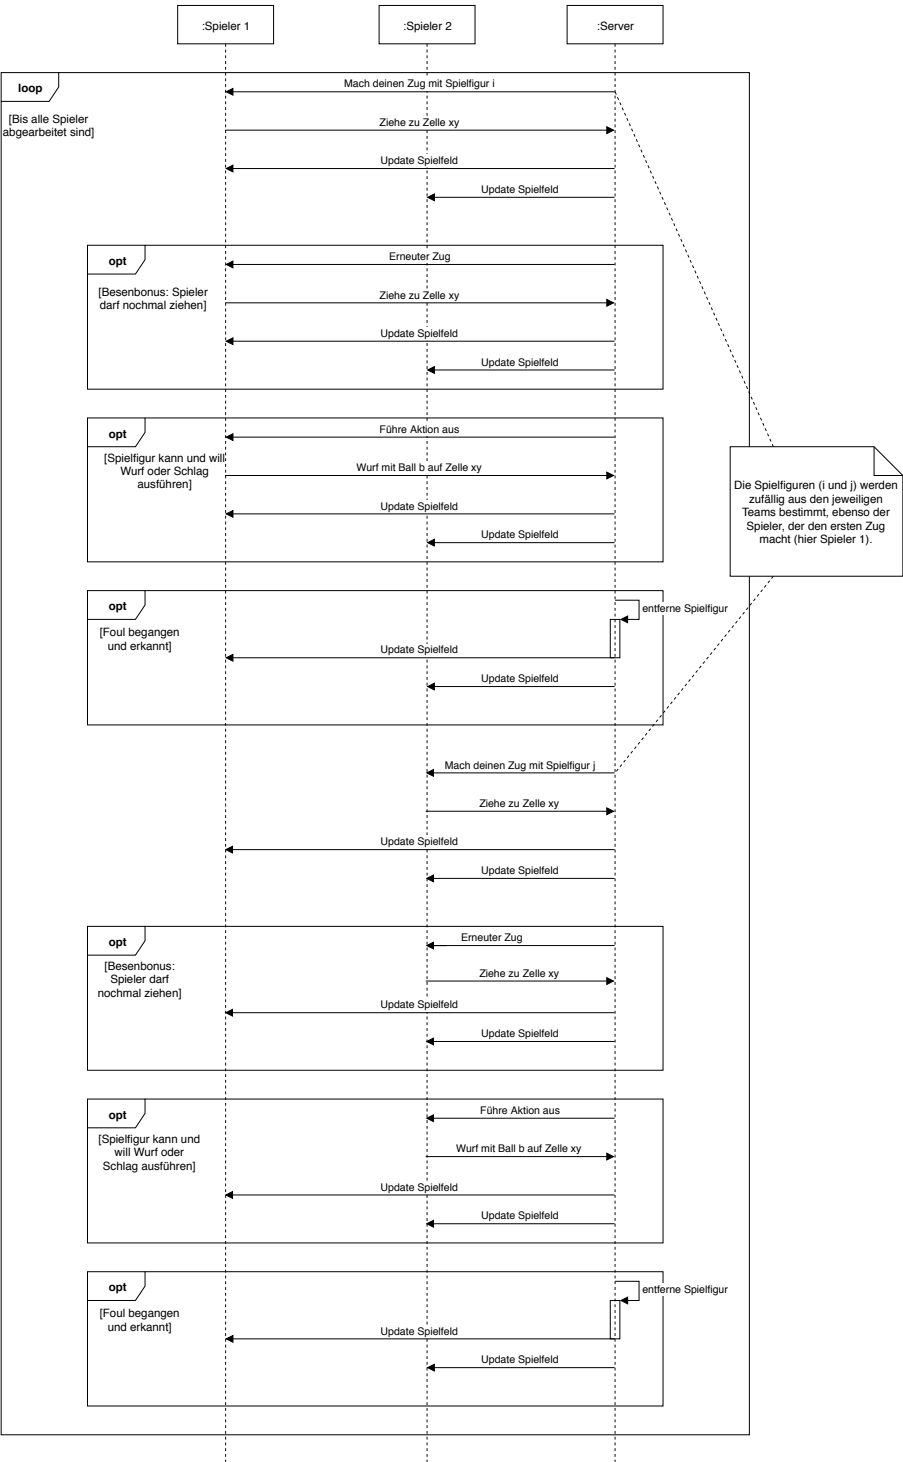 :Spieler 1
:Spieler 2
:Server
loop
[Bis alle Spieler
abgearbeitet sind]
Mach deinen Zug mit Spielfigur i
Ziehe zu Zelle xy
Update Spielfeld
Update Spielfeld
opt
[Besenbonus: Spieler
darf nochmal ziehen]
Erneuter Zug
Ziehe zu Zelle xy
Update Spielfeld
Update Spielfeld
opt
[Spielfigur kann und will
Wurf oder Schlag
ausführen]
Führe Aktion aus
Wurf mit Ball b auf Zelle xy
Update Spielfeld
Update Spielfeld
Die Spielfiguren (i und j) werden
zufällig aus den jeweiligen
Teams bestimmt, ebenso der
Spieler, der den ersten Zug
macht (hier Spieler 1).
opt
[Foul begangen
und erkannt]
entferne Spielfigur
Update Spielfeld
Update Spielfeld
Mach deinen Zug mit Spielfigur j
Ziehe zu Zelle xy
Update Spielfeld
Update Spielfeld
opt
[Besenbonus:
Spieler darf
nochmal ziehen]
Erneuter Zug
Ziehe zu Zelle xy
Update Spielfeld
Update Spielfeld
opt
[Spielfigur kann und
will Wurf oder
Schlag ausführen]
Führe Aktion aus
Wurf mit Ball b auf Zelle xy
Update Spielfeld
Update Spielfeld
opt
[Foul begangen
und erkannt]
entferne Spielfigur
Update Spielfeld
Update Spielfeld